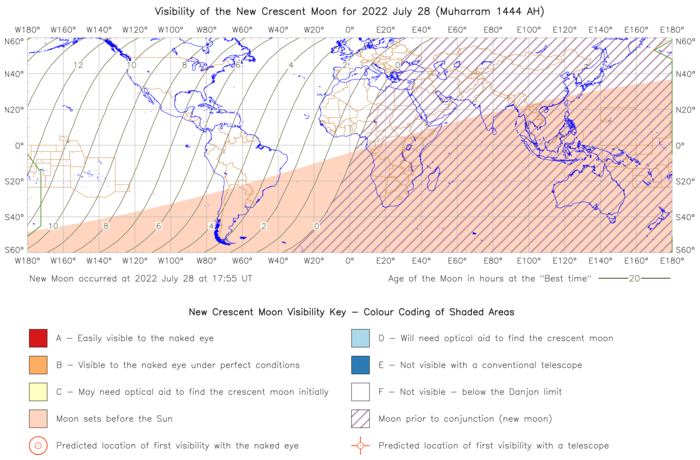 Visibility of the New Crescent Moon for 2022 July 28 (Muharram 1444 AH)
W180° W160° W140° W120° W100° W80° W60° W40° W20° E0° E20° E40° E60° E80° E100° E120° E140° E160° E180°
N60° N60°
12 10 8 6 4 2 0
N40° N40°
N20° N20°
0° 0°
S20° S20°
S40° S40°
10 8 6 4 2 0
S60° S60°
W180° W160° W140° W120° W100° W80° W60° W40° W20° E0° E20° E40° E60° E80° E100° E120° E140° E160° E180°
New Moon occurred at 2022 July 28 at 17:55 UT
Age of the Moon in hours at the "Best time" 20
New Crescent Moon Visibility Key – Colour Coding of Shaded Areas
A – Easily visible to the naked eye
D – Will need optical aid to find the crescent moon
B – Visible to the naked eye under perfect conditions
E – Not visible with a conventional telescope
C – May need optical aid to find the crescent moon initially
F – Not visible – below the Danjon limit
Moon sets before the Sun
Moon prior to conjunction (new moon)
Predicted location of first visibility with the naked eye
Predicted location of first visibility with a telescope